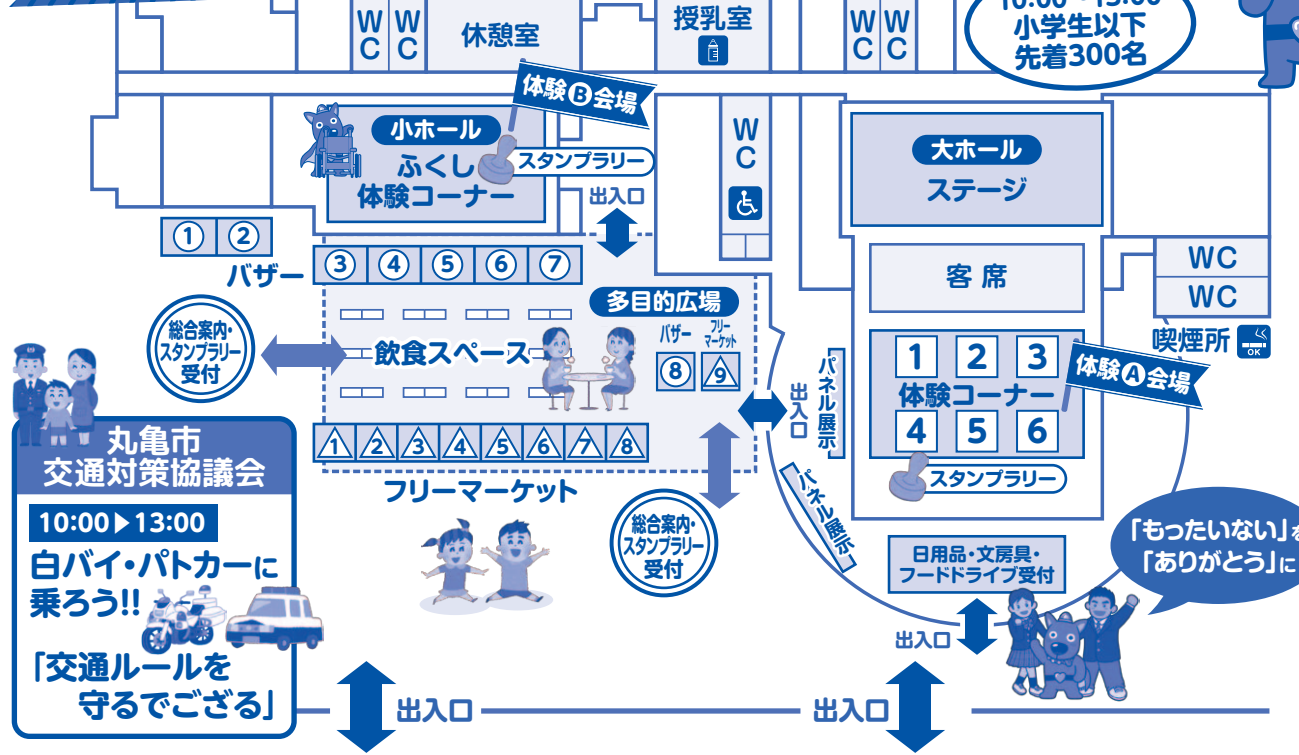 WC
WC
休憩室
授乳室
WC
WC
小学生以下
先着300名
体験B会場
小ホール
ふくし
体験コーナー
スタンプラリー
出入口
WC
大ホール
ステージ
客席
WC
WC
喫煙所
OK
① ②
バザー
③ ④ ⑤ ⑥ ⑦
多目的広場
バザー
⑧
フリー
マーケット
9
総合案内・
スタンプラリー
受付
飲食スペース
1 2 3 4 5 6 7 8
フリーマーケット
総合案内・
スタンプラリー
受付
出入口
パネル展示
パネル展示
1 2 3
体験コーナー
4 5 6
体験A会場
スタンプラリー
日用品・文房具・
フードドライブ受付
出入口
「もったいない」を
「ありがとう」に
丸亀市
交通対策協議会
10:00▶13:00
白バイ・パトカーに
乗ろう!!
「交通ルールを
守るでござる」
出入口
出入口